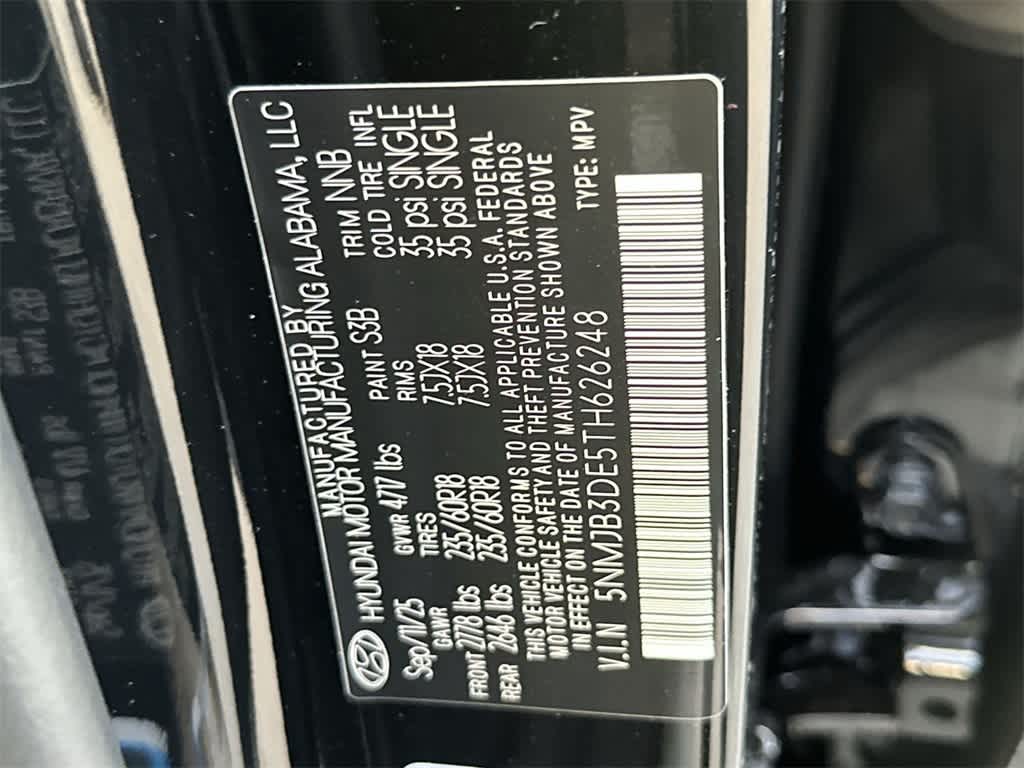 MANUFACTURED BY
HYUNDAI MOTOR MANUFACTURING ALABAMA, LLC
Sep/11/25 GVWR 4717 lbs PAINT S3B TRIM NNB
GAWR TIRES RIMS COLD TIRE INFL
FRONT 2778 lbs 235/60R18 7.5JX18 35 psi SINGLE
REAR 2646 lbs 235/60R18 7.5JX18 35 psi SINGLE
THIS VEHICLE CONFORMS TO ALL APPLICABLE U.S.A. FEDERAL
MOTOR VEHICLE SAFETY AND THEFT PREVENTION STANDARDS
IN EFFECT ON THE DATE OF MANUFACTURE SHOWN ABOVE
V.I.N 5NMJB3DE5TH626248 TYPE: MPV